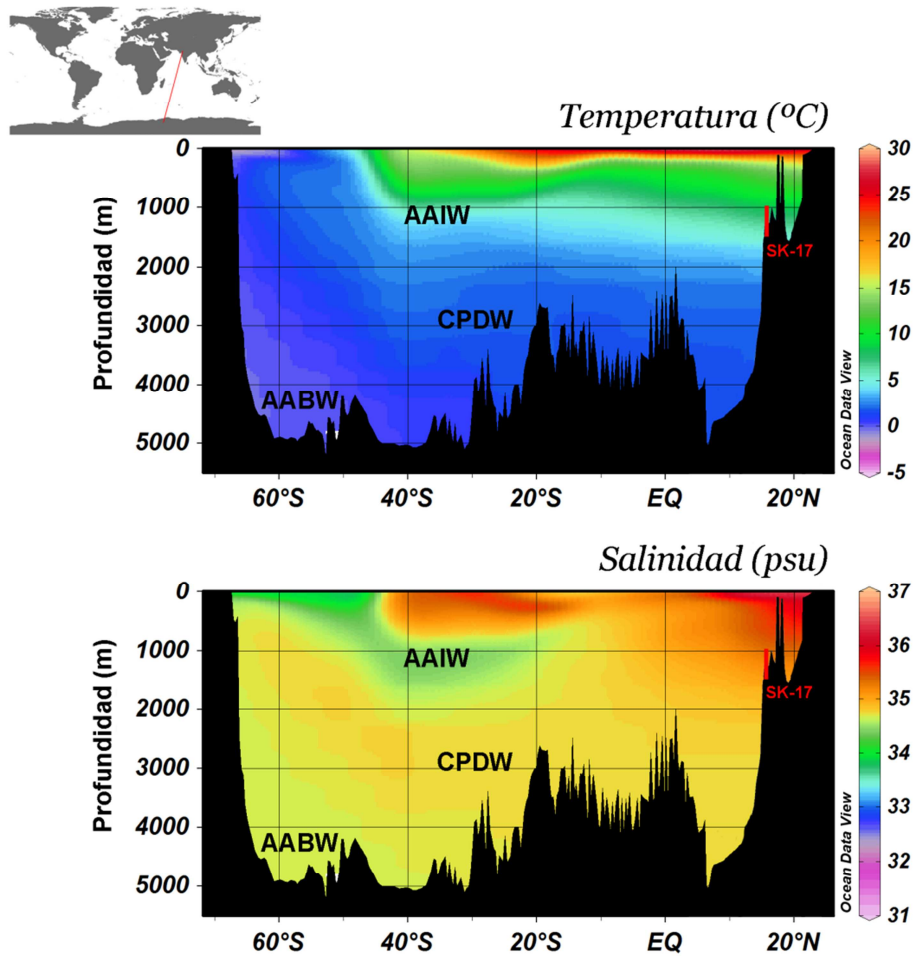 Temperatura (ºC)
Profundidad (m)
0
1000
2000
3000
4000
5000
AAIW
CPDW
AABW
SK-17
60°S
40°S
20°S
EQ
20°N
Ocean Data View
30
25
20
15
10
5
0
-5
Salinidad (psu)
Profundidad (m)
0
1000
2000
3000
4000
5000
AAIW
CPDW
AABW
SK-17
60°S
40°S
20°S
EQ
20°N
Ocean Data View
37
36
35
34
33
32
31